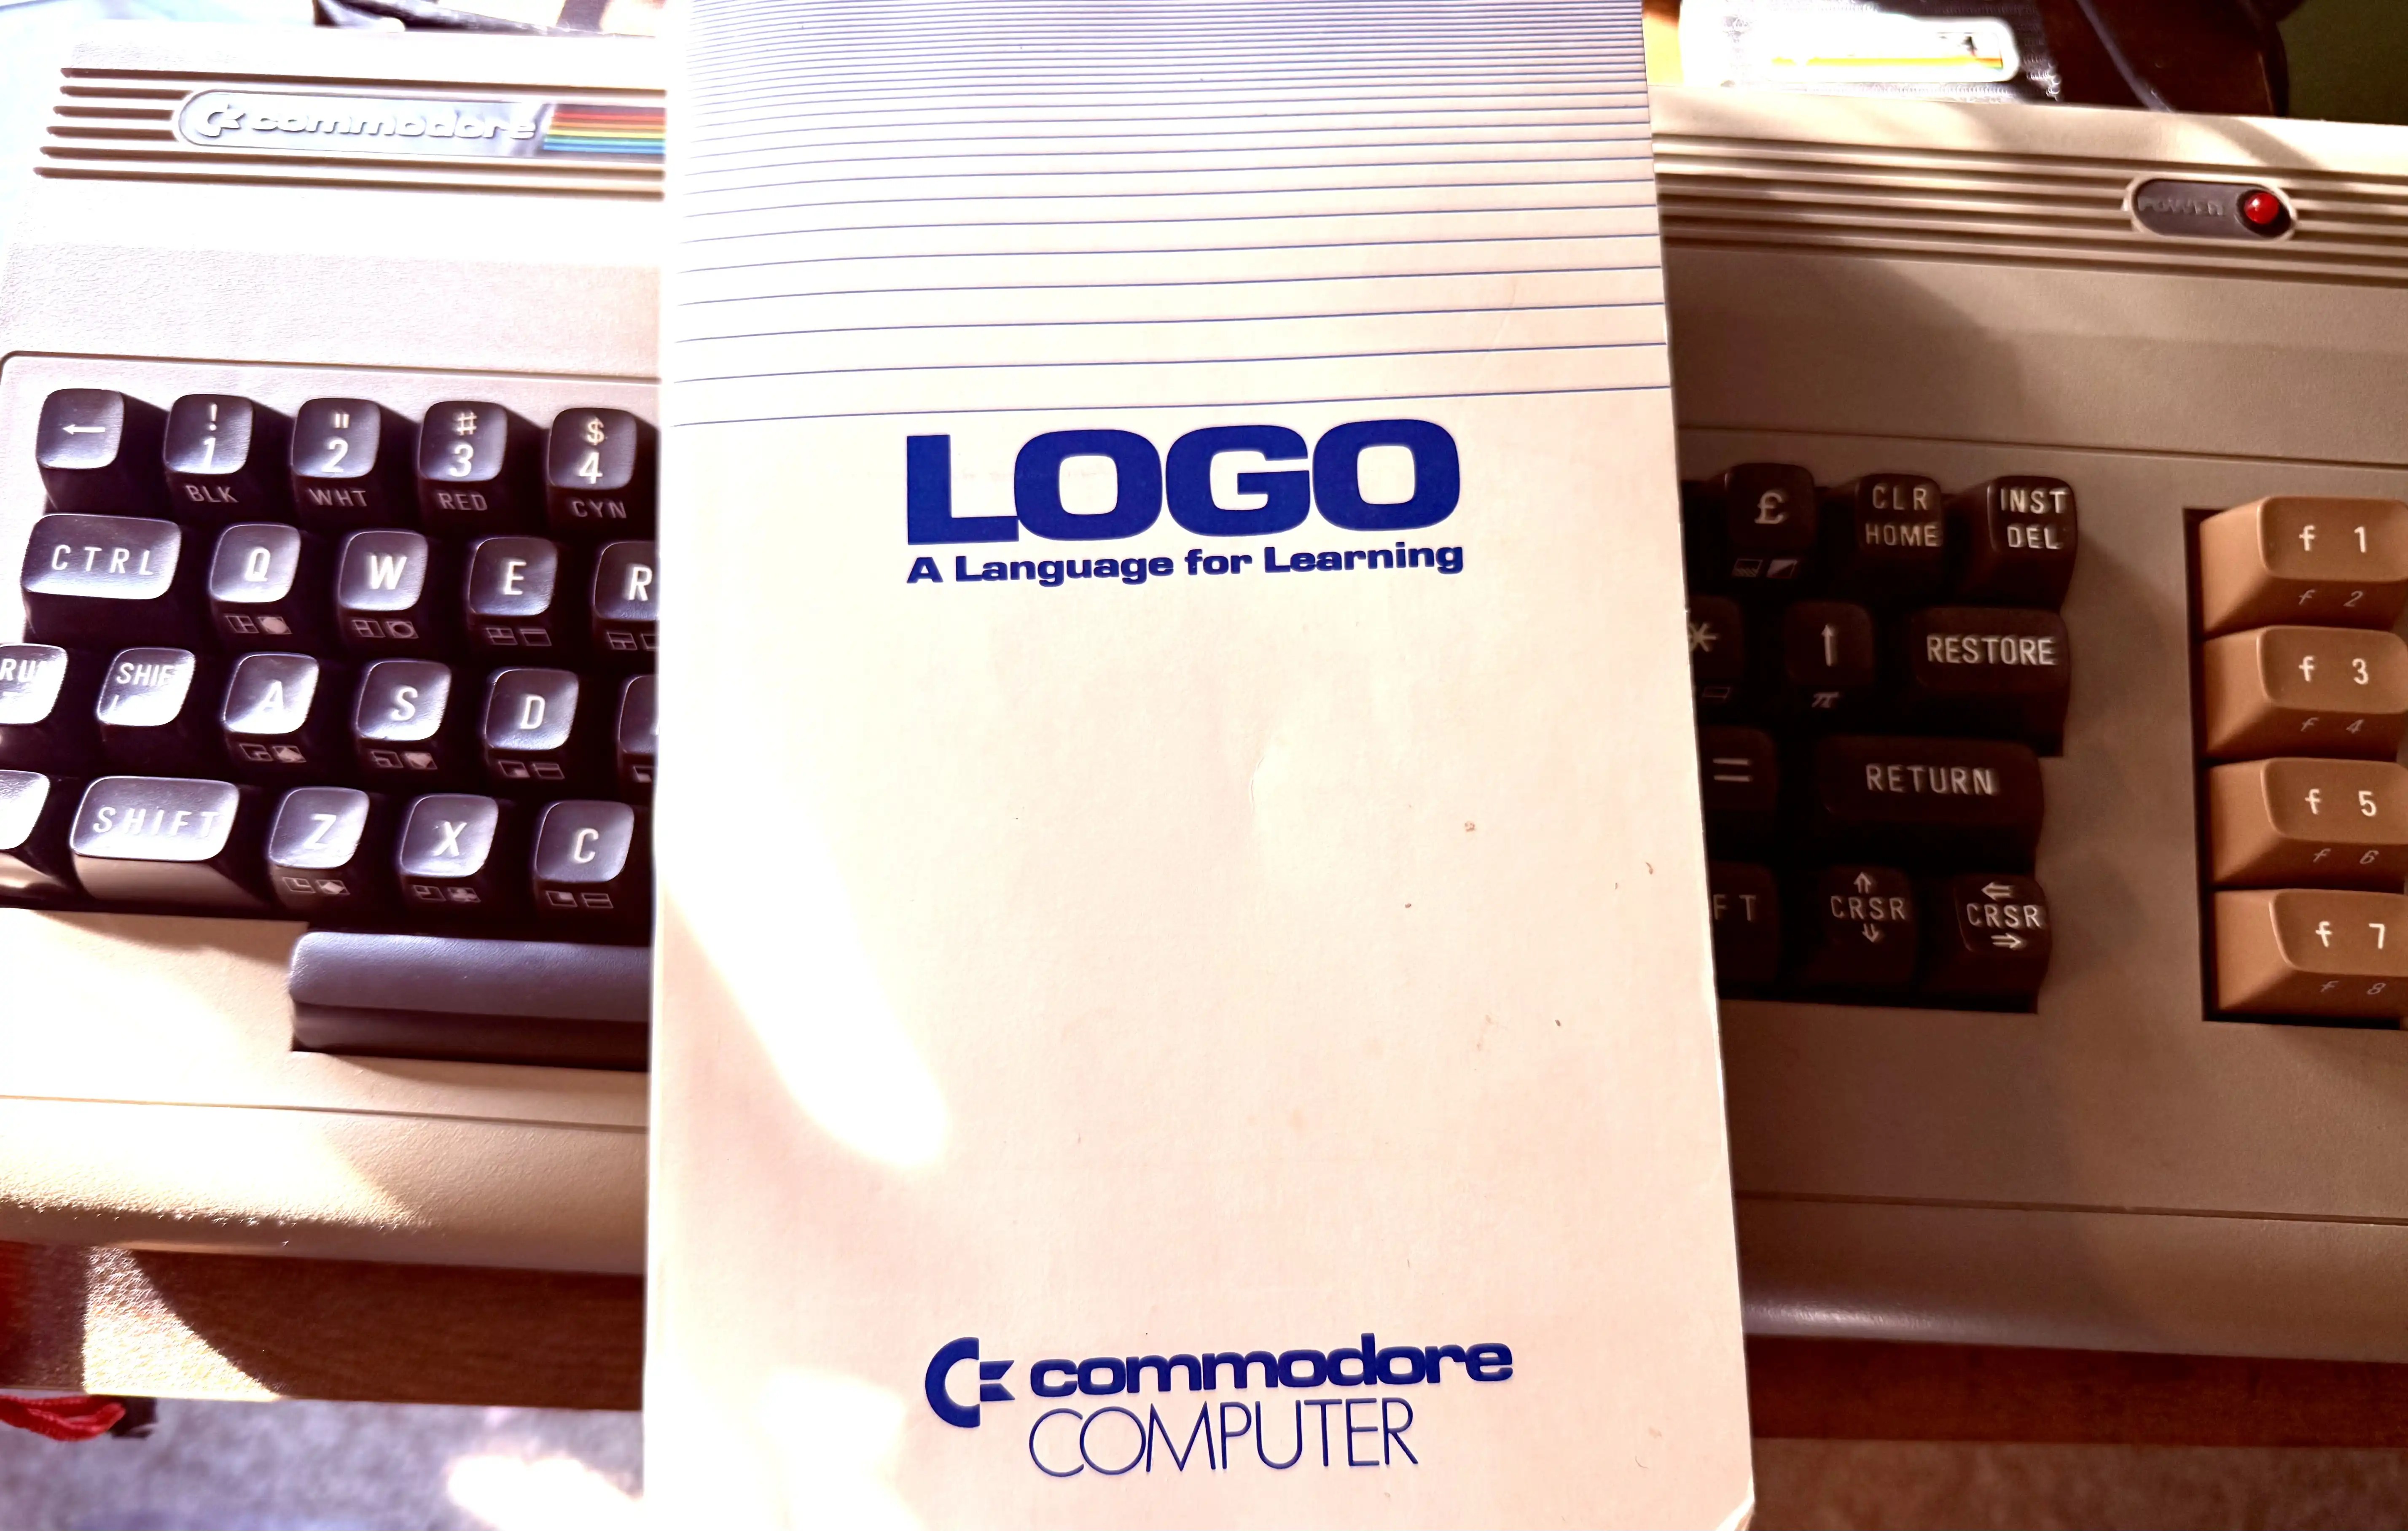 commodore
POWER
LOGO
A Language for Learning
← ! 1 " 2 # 3 $ 4
BLK WHT RED CYN
£ CLR HOME INST DEL
f 1
f 2
CTRL Q W E R
* ↑ RESTORE
π
f 3
f 4
SHIFT A S D
= RETURN
f 5
f 6
SHIFT Z X C
⇑ CRSR ⇓ ⇐ CRSR ⇒
f 7
f 8
commodore
COMPUTER